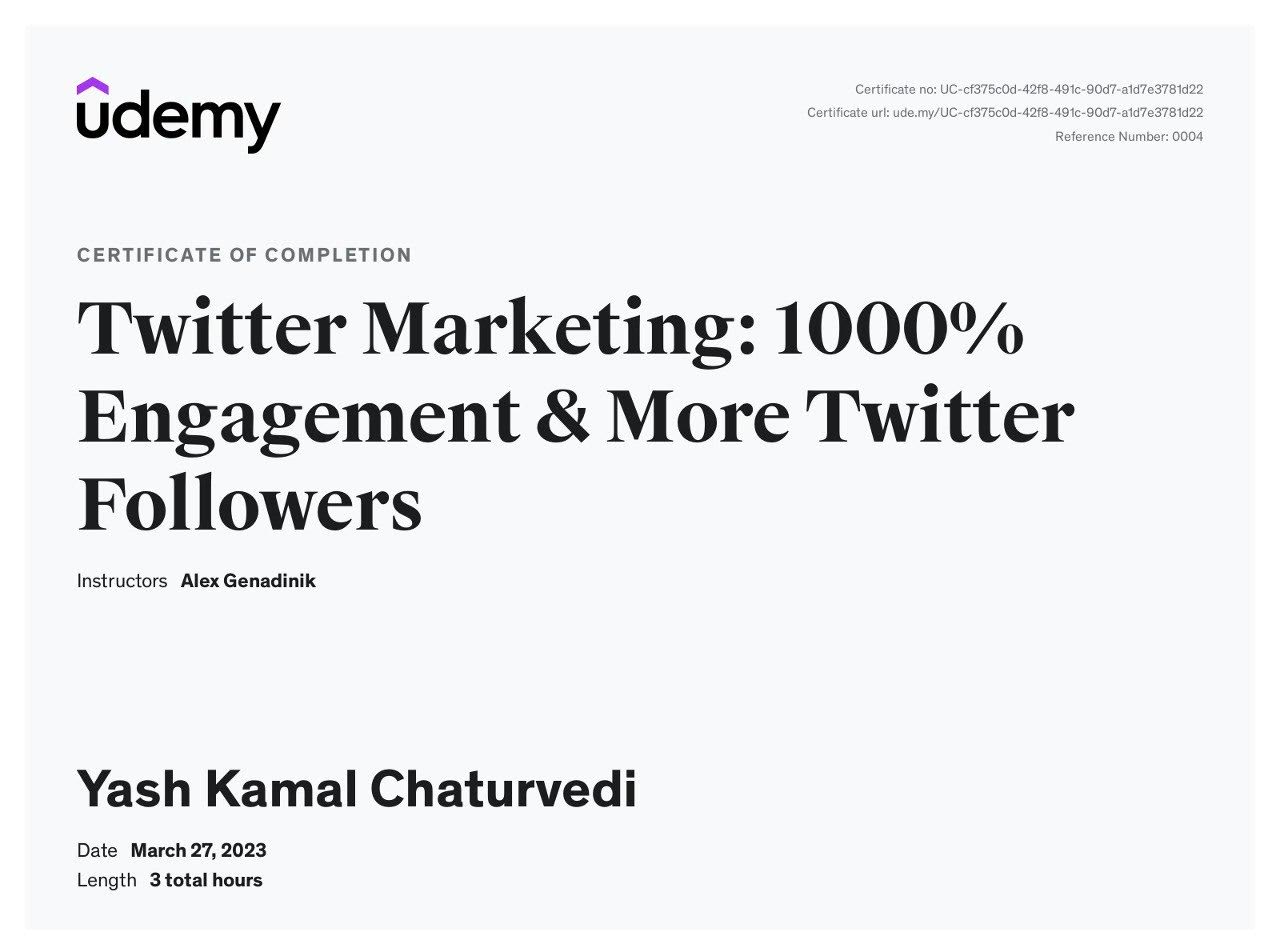 udemy
Certificate no: UC-cf375c0d-42f8-491c-90d7-a1d7e3781d22
Certificate url: ude.my/UC-cf375c0d-42f8-491c-90d7-a1d7e3781d22
Reference Number: 0004
CERTIFICATE OF COMPLETION
Twitter Marketing: 1000%
Engagement & More Twitter
Followers
Instructors Alex Genadinik
Yash Kamal Chaturvedi
Date March 27, 2023
Length 3 total hours